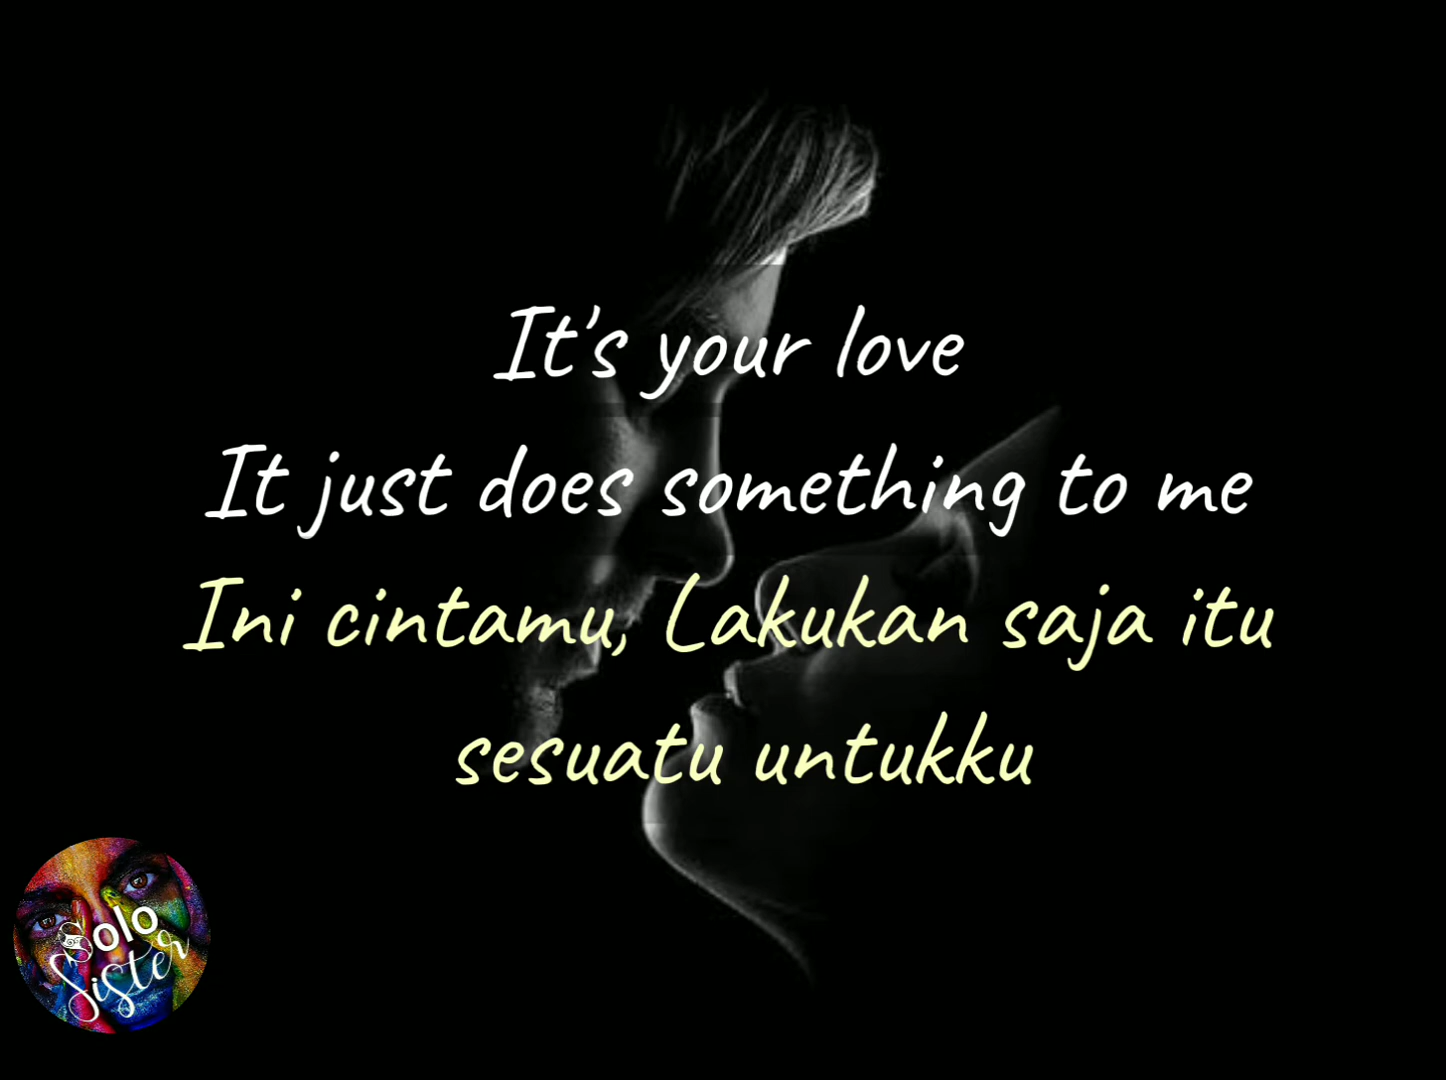 It's your love
It just does something to me
Ini cintamu, Lakukan saja itu
sesuatu untukku
Solo
Sister